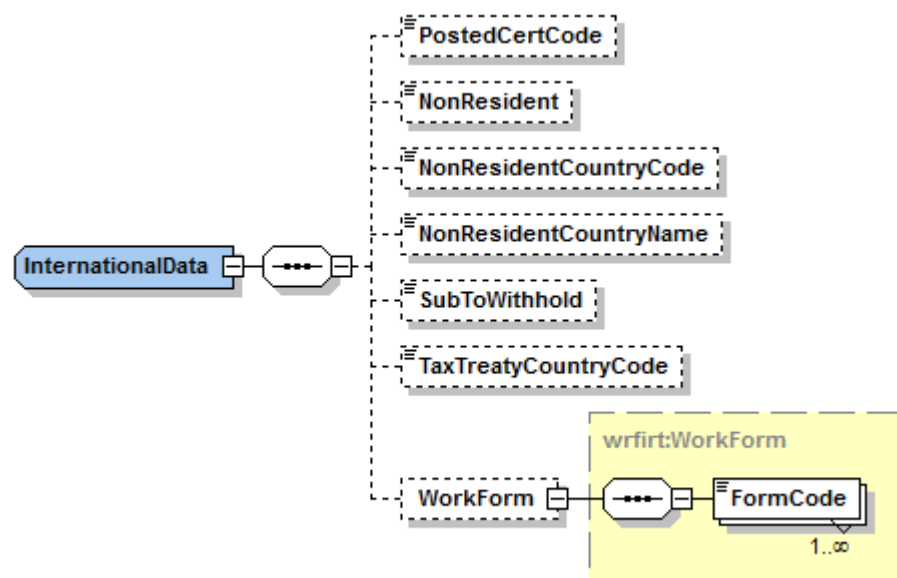 PostedCertCode
NonResident
NonResidentCountryCode
NonResidentCountryName
InternationalData
SubToWithhold
TaxTreatyCountryCode
wrfirt:WorkForm
WorkForm
FormCode
1..∞